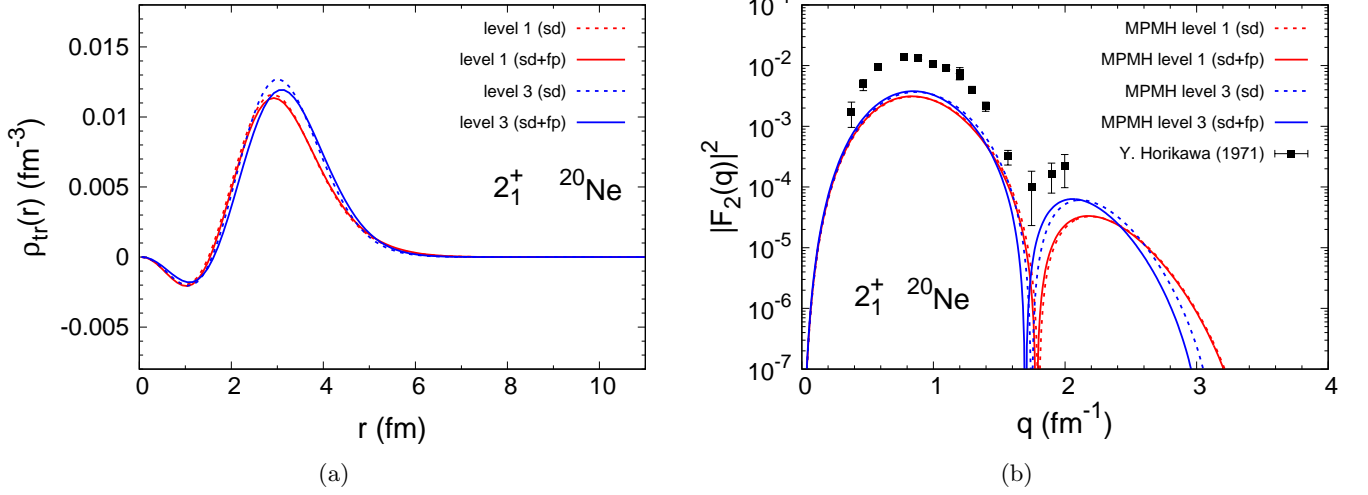 0.015
0.01
0.005
0
-0.005
ρtr(r) (fm-3)
level 1 (sd)
level 1 (sd+fp)
level 3 (sd)
level 3 (sd+fp)
21+ 20Ne
0 2 4 6 8 10
r (fm)
(a)
10-1
10-2
10-3
10-4
10-5
10-6
10-7
|F2(q)|2
MPMH level 1 (sd)
MPMH level 1 (sd+fp)
MPMH level 3 (sd)
MPMH level 3 (sd+fp)
Y. Horikawa (1971)
21+ 20Ne
0 1 2 3 4
q (fm-1)
(b)